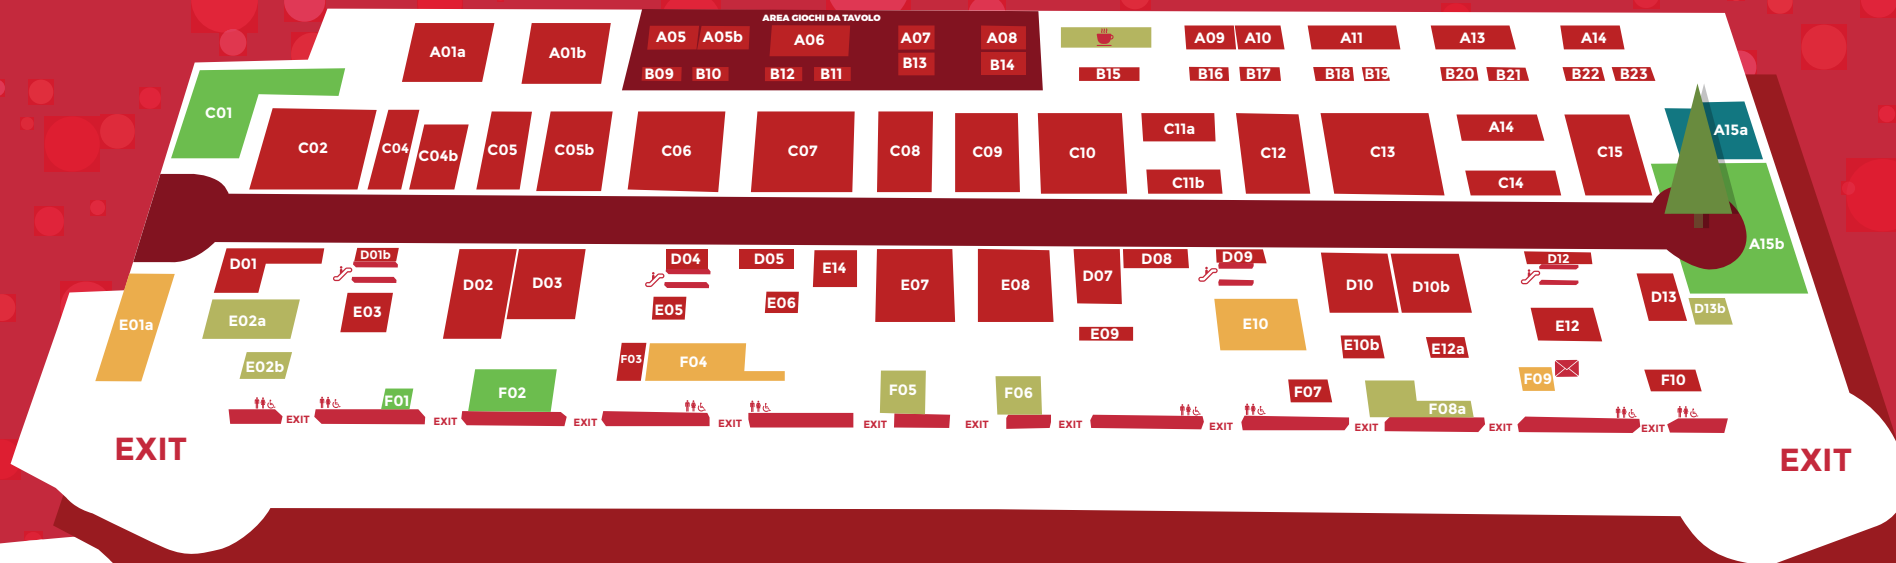 AREA GIOCHI DA TAVOLO
A01a A01b A05 A05b A06 A07 A08 A09 A10 A11 A13 A14
B09 B10 B12 B11 B13 B14 B15 B16 B17 B18 B19 B20 B21 B22 B23
C01 C02 C04 C04b C05 C05b C06 C07 C08 C09 C10 C11a C12 C13 A14 C15 A15a
C11b C14
A15b
D01 D01b D02 D03 D04 D05 E14 E07 E08 D07 D08 D09 D10 D10b D12 D13 D13b
E01a E02a E03 E05 E06 E09 E10 E12
E02b F03 F04 E10b E12a
F01 F02 F05 F06 F07 F08a F09 F10
EXIT EXIT EXIT EXIT EXIT EXIT EXIT EXIT EXIT EXIT EXIT
EXIT EXIT